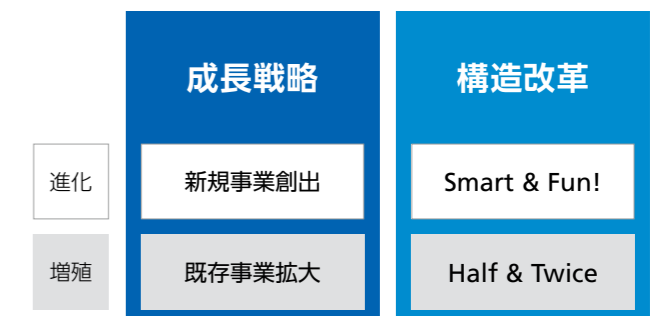 成長戦略
構造改革
進化
新規事業創出
Smart & Fun!
増殖
既存事業拡大
Half & Twice